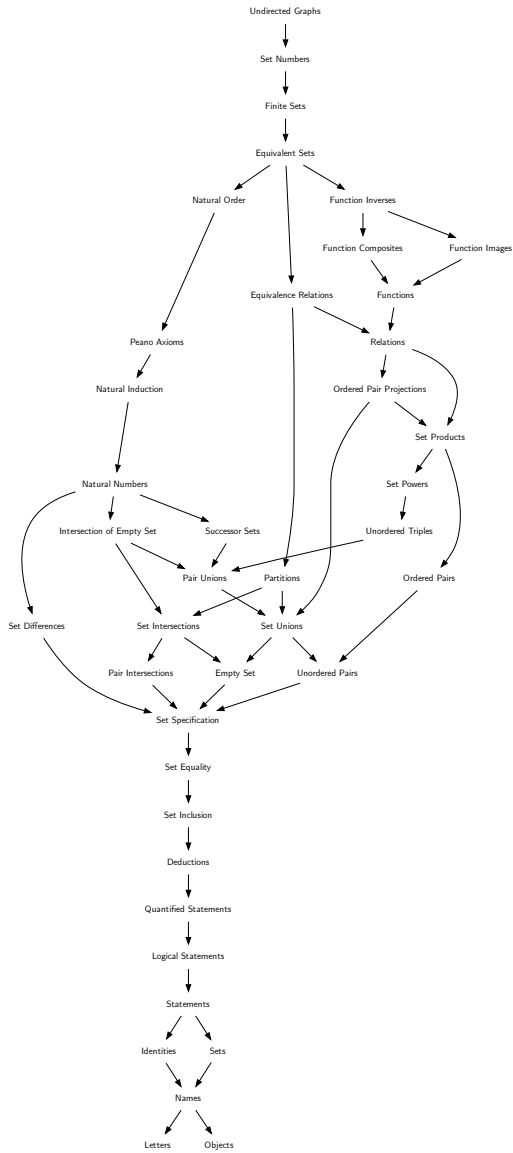 Undirected Graphs
Set Numbers
Finite Sets
Equivalent Sets
Natural Order
Function Inverses
Function Composites
Function Images
Equivalence Relations
Functions
Peano Axioms
Relations
Natural Induction
Ordered Pair Projections
Set Products
Natural Numbers
Set Powers
Intersection of Empty Set
Successor Sets
Unordered Triples
Pair Unions
Partitions
Ordered Pairs
Set Differences
Set Intersections
Set Unions
Pair Intersections
Empty Set
Unordered Pairs
Set Specification
Set Equality
Set Inclusion
Deductions
Quantified Statements
Logical Statements
Statements
Identities
Sets
Names
Letters
Objects